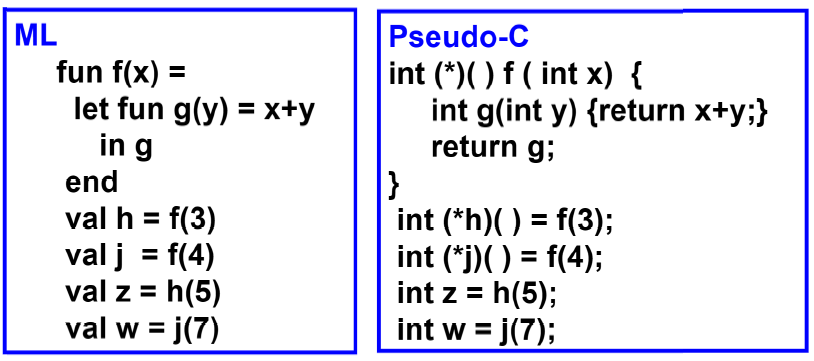 ML
fun f(x) =
let fun g(y) = x+y
in g
end
val h = f(3)
val j = f(4)
val z = h(5)
val w = j(7)
Pseudo-C
int (*)( ) f ( int x) {
int g(int y) {return x+y;}
return g;
}
int (*h)( ) = f(3);
int (*j)( ) = f(4);
int z = h(5);
int w = j(7);